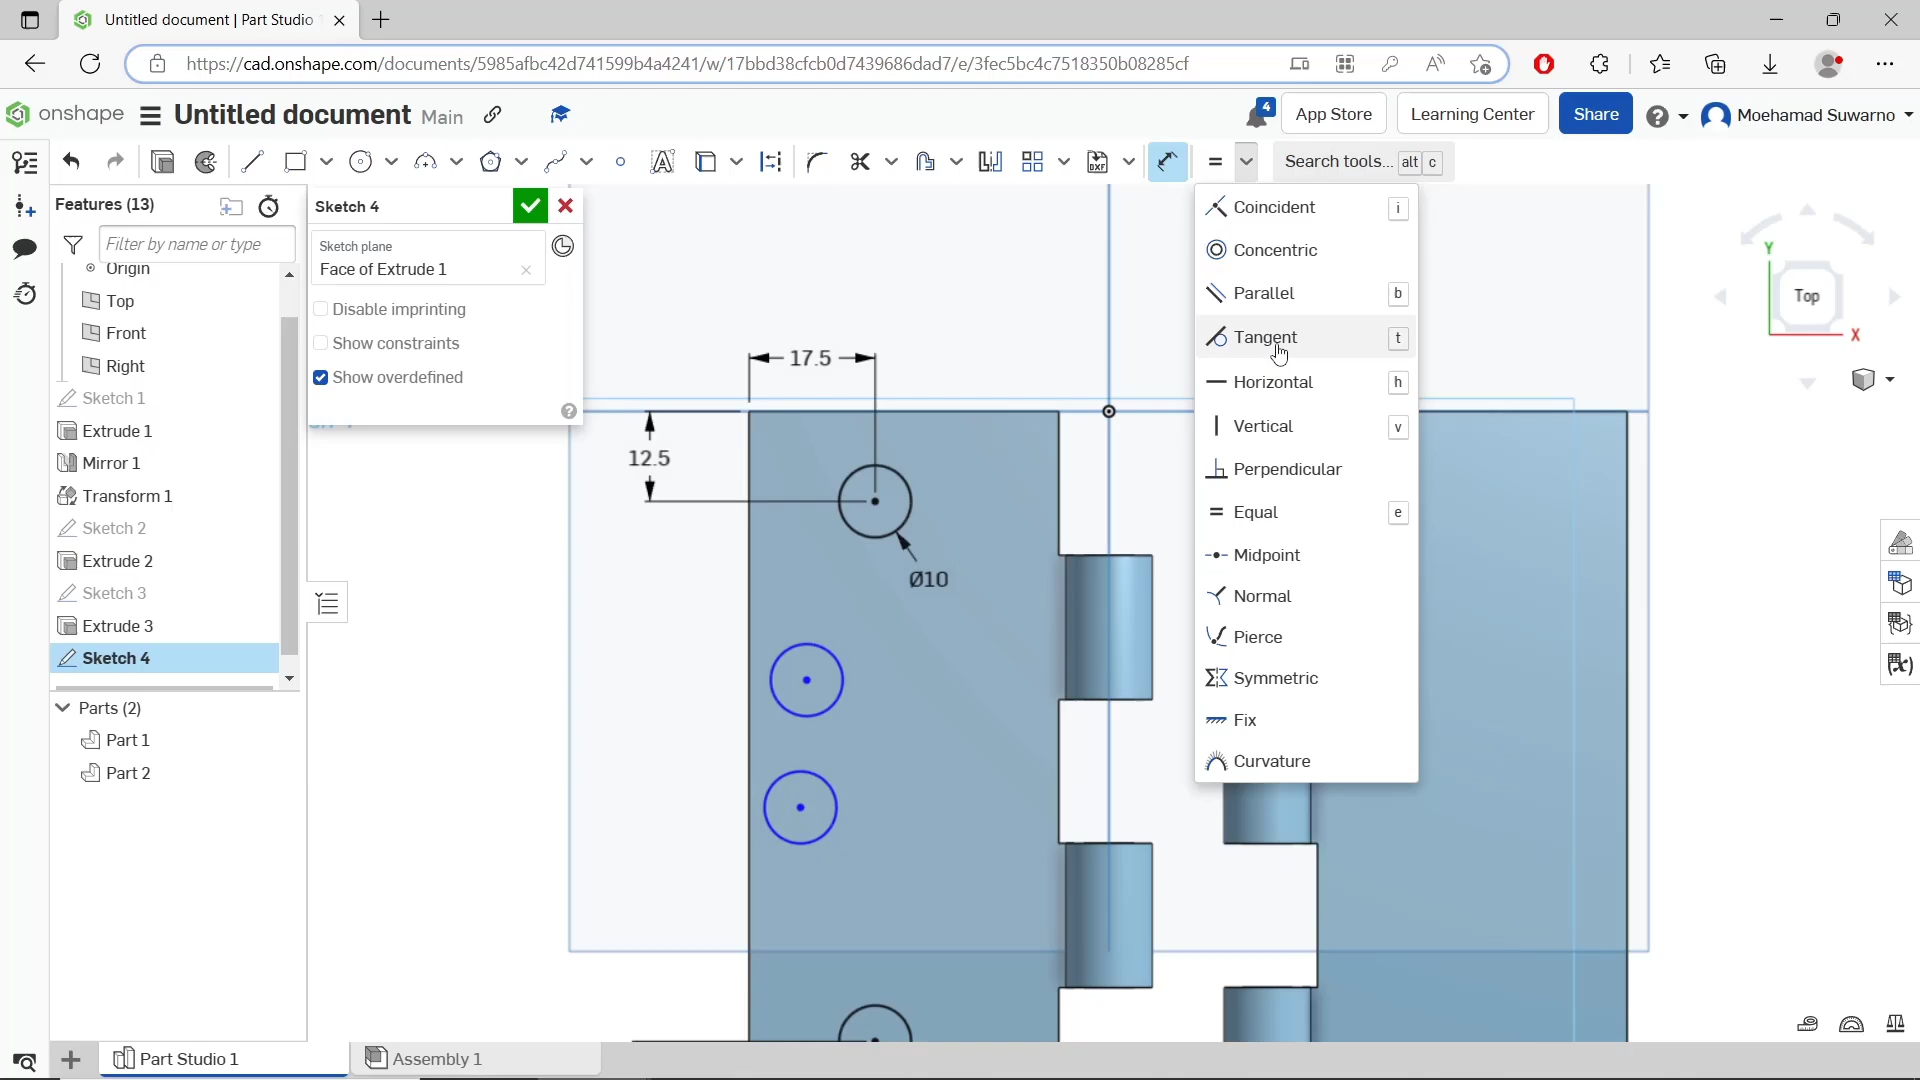 Untitled document | Part Studio
https://cad.onshape.com/documents/5985afbc42d741599b4a4241/w/17bbd38cfcb0d7439686dad7/e/3fec5bc4c7518350b08285cf
onshape Untitled document Main 4 App Store Learning Center Share Moehamad Suwarno
Search tools... alt c
Features (13)
Filter by name or type
Origin
Top
Front
Right
Sketch 1
Extrude 1
Mirror 1
Transform 1
Sketch 2
Extrude 2
Sketch 3
Extrude 3
Sketch 4
Parts (2)
Part 1
Part 2
Sketch 4
Sketch plane
Face of Extrude 1
Disable imprinting
Show constraints
Show overdefined
17.5
12.5
Ø10
Coincident i
Concentric
Parallel b
Tangent t
Horizontal h
Vertical v
Perpendicular
Equal e
Midpoint
Normal
Pierce
Symmetric
Fix
Curvature
Y
Top
X
Part Studio 1
Assembly 1